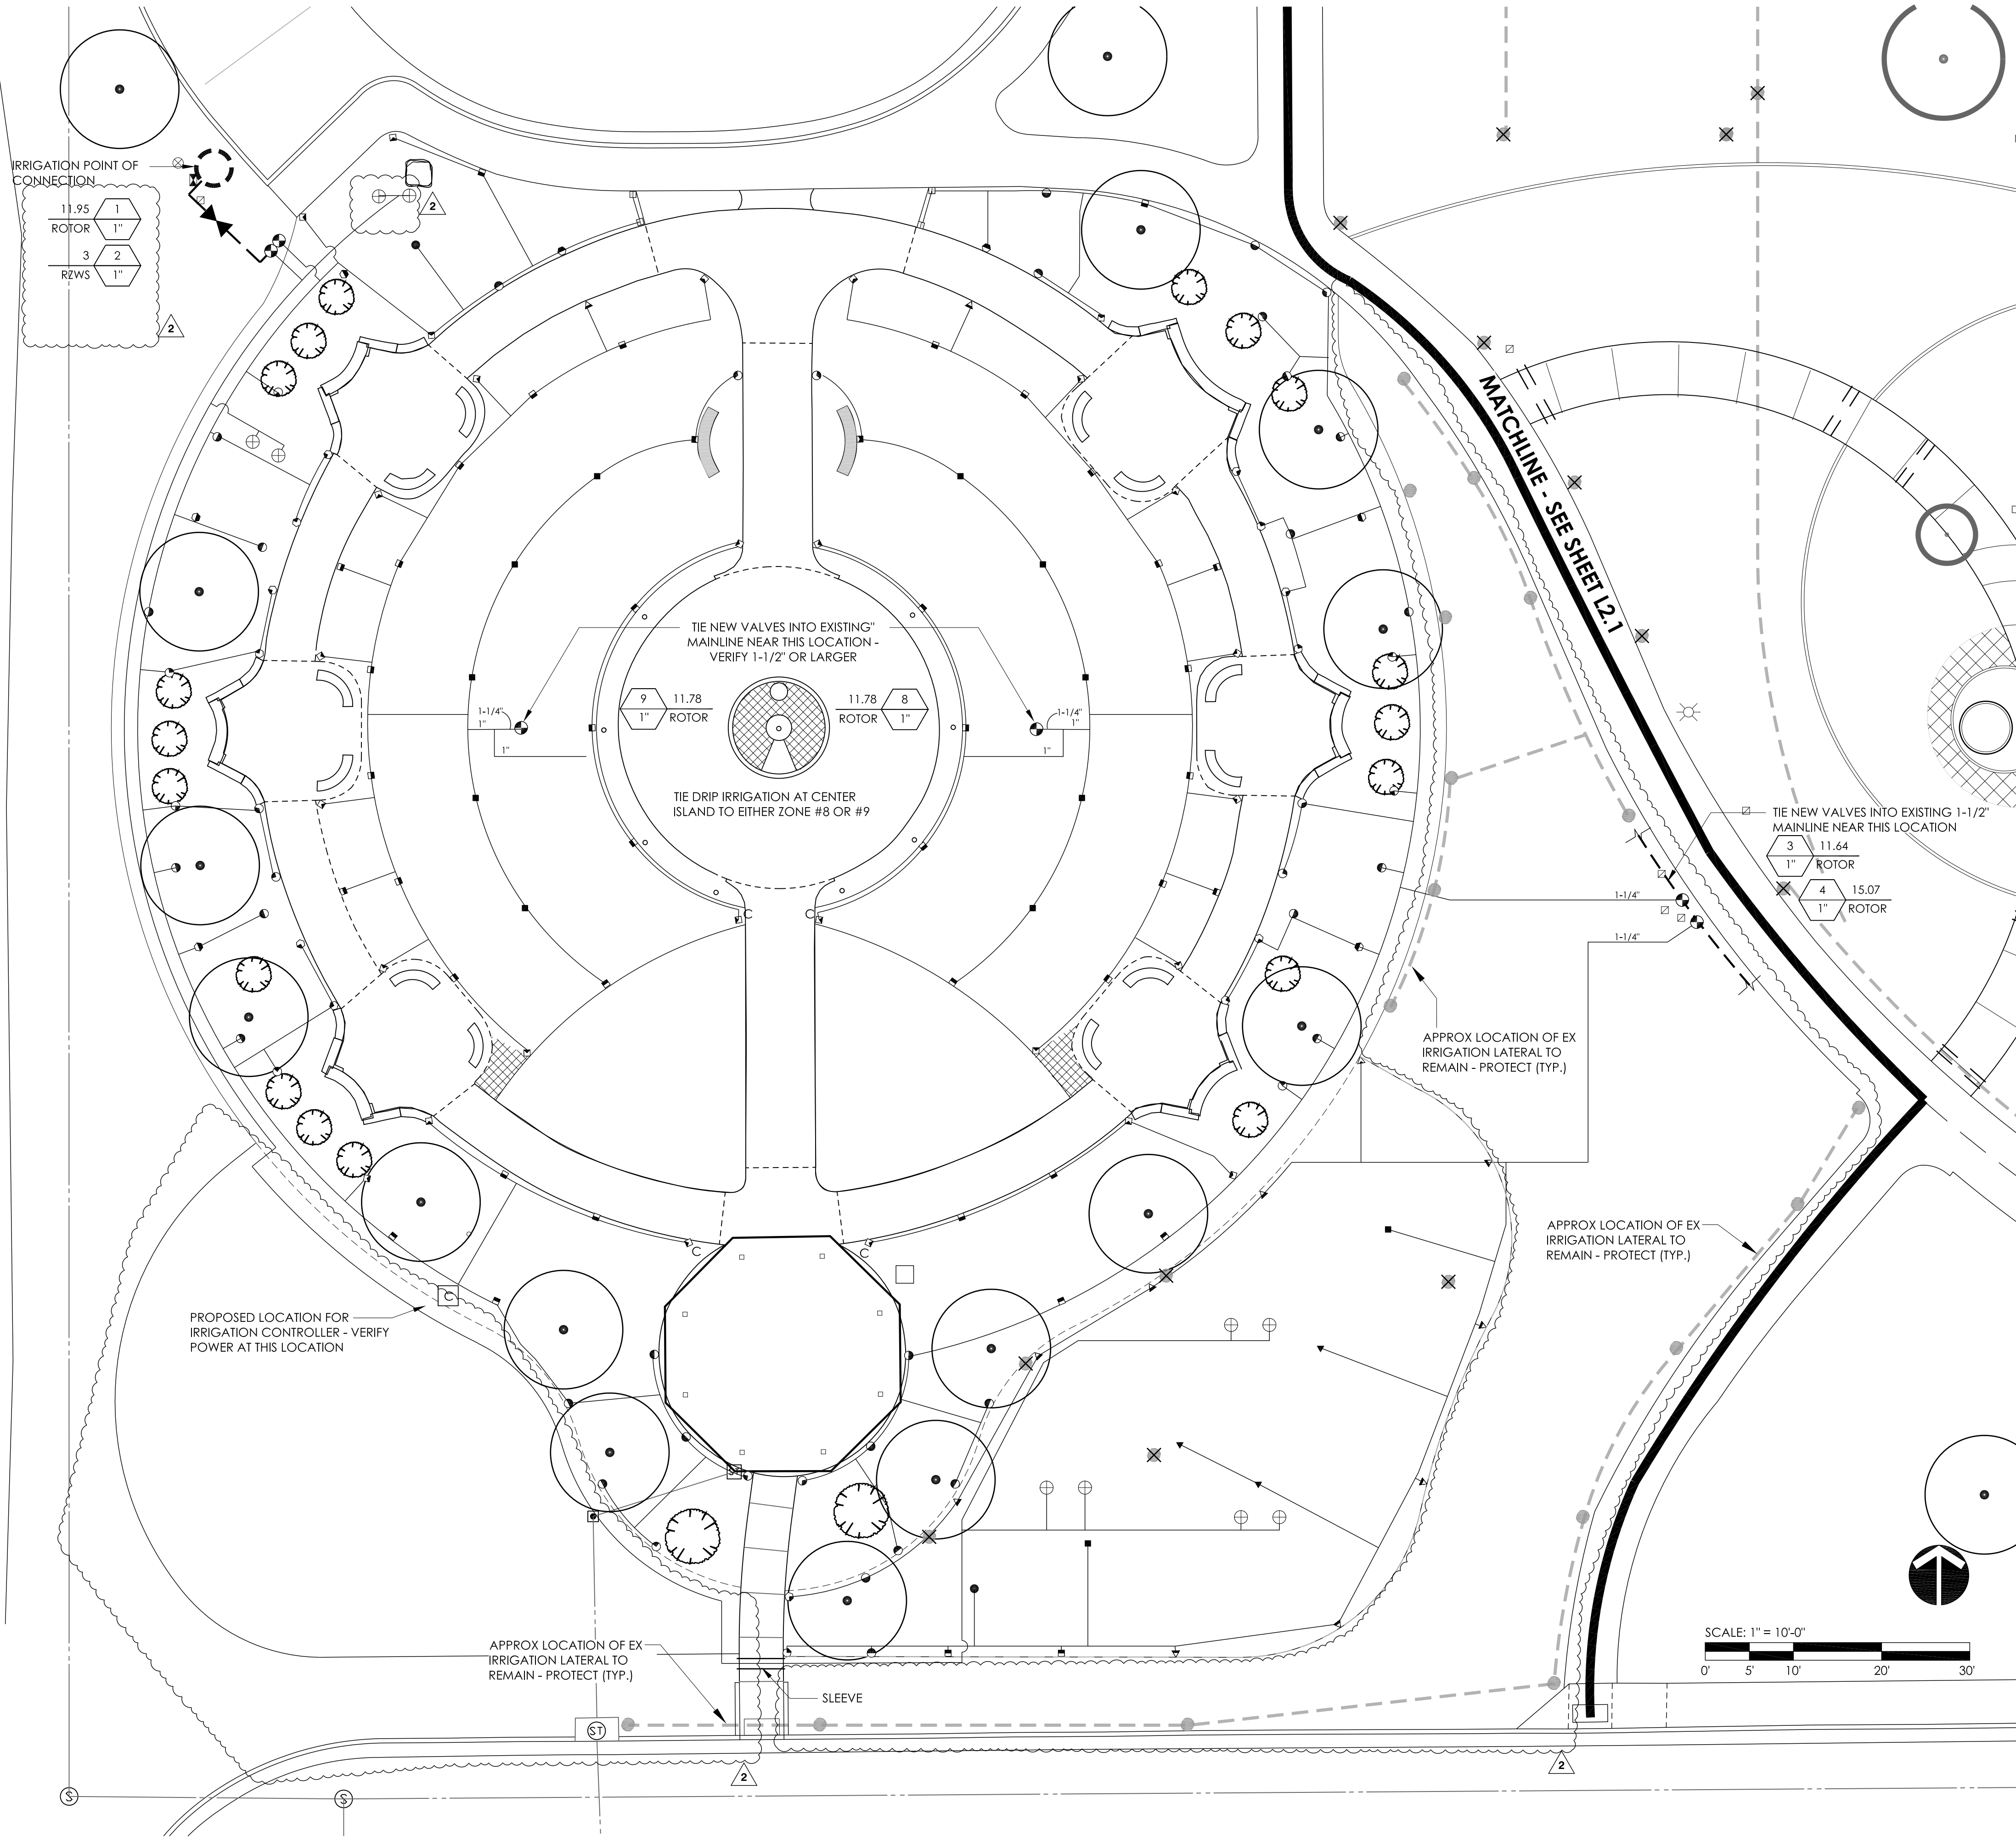 IRRIGATION POINT OF
CONNECTION
11.95 1
ROTOR 1"
3 2
RZWS 1"
2
2
MATCHLINE - SEE SHEET L2.1
TIE NEW VALVES INTO EXISTING"
MAINLINE NEAR THIS LOCATION -
VERIFY 1-1/2" OR LARGER
9 11.78
1" ROTOR
11.78 8
ROTOR 1"
1-1/4"
1"
1"
1-1/4"
1"
1"
TIE DRIP IRRIGATION AT CENTER
ISLAND TO EITHER ZONE #8 OR #9
TIE NEW VALVES INTO EXISTING 1-1/2"
MAINLINE NEAR THIS LOCATION
3 11.64
1" ROTOR
4 15.07
1" ROTOR
1-1/4"
1-1/4"
C
C
APPROX LOCATION OF EX
IRRIGATION LATERAL TO
REMAIN - PROTECT (TYP.)
APPROX LOCATION OF EX
IRRIGATION LATERAL TO
REMAIN - PROTECT (TYP.)
C
C
C
PROPOSED LOCATION FOR
IRRIGATION CONTROLLER - VERIFY
POWER AT THIS LOCATION
APPROX LOCATION OF EX
IRRIGATION LATERAL TO
REMAIN - PROTECT (TYP.)
SLEEVE
SCALE: 1" = 10'-0"
0' 5' 10' 20' 30'
ST
2
2
S
S